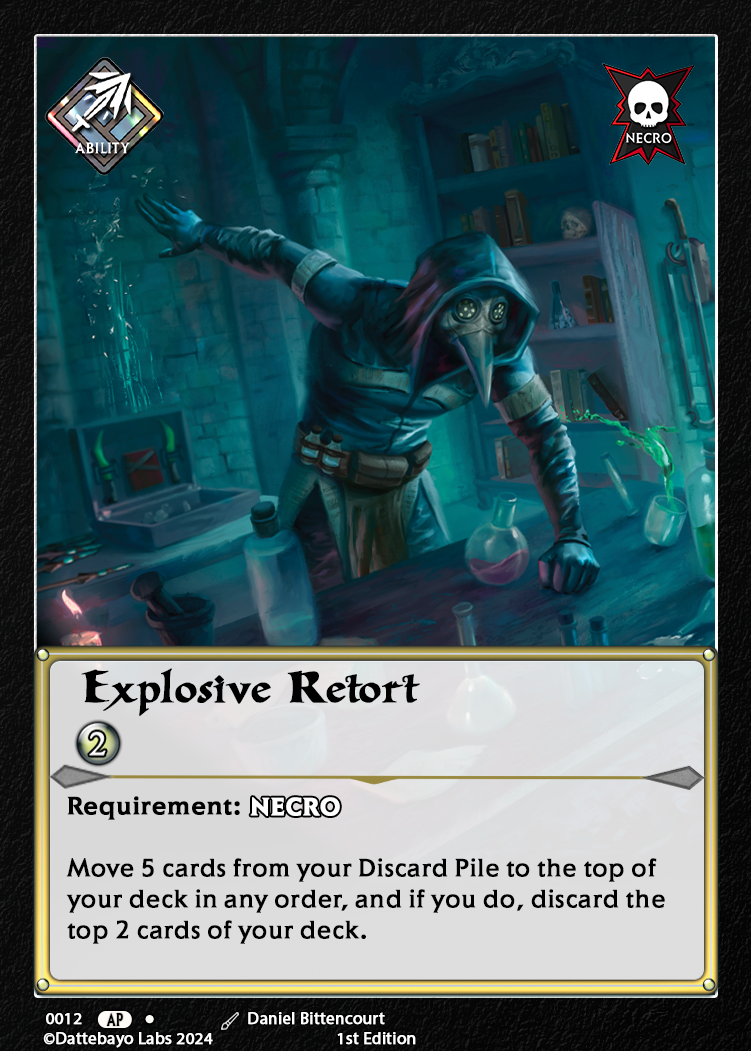 ABILITY
NECRO
Explosive Retort
2
Requirement: NECRO
Move 5 cards from your Discard Pile to the top of
your deck in any order, and if you do, discard the
top 2 cards of your deck.
0012 AP • Daniel Bittencourt
©Dattebayo Labs 2024 1st Edition